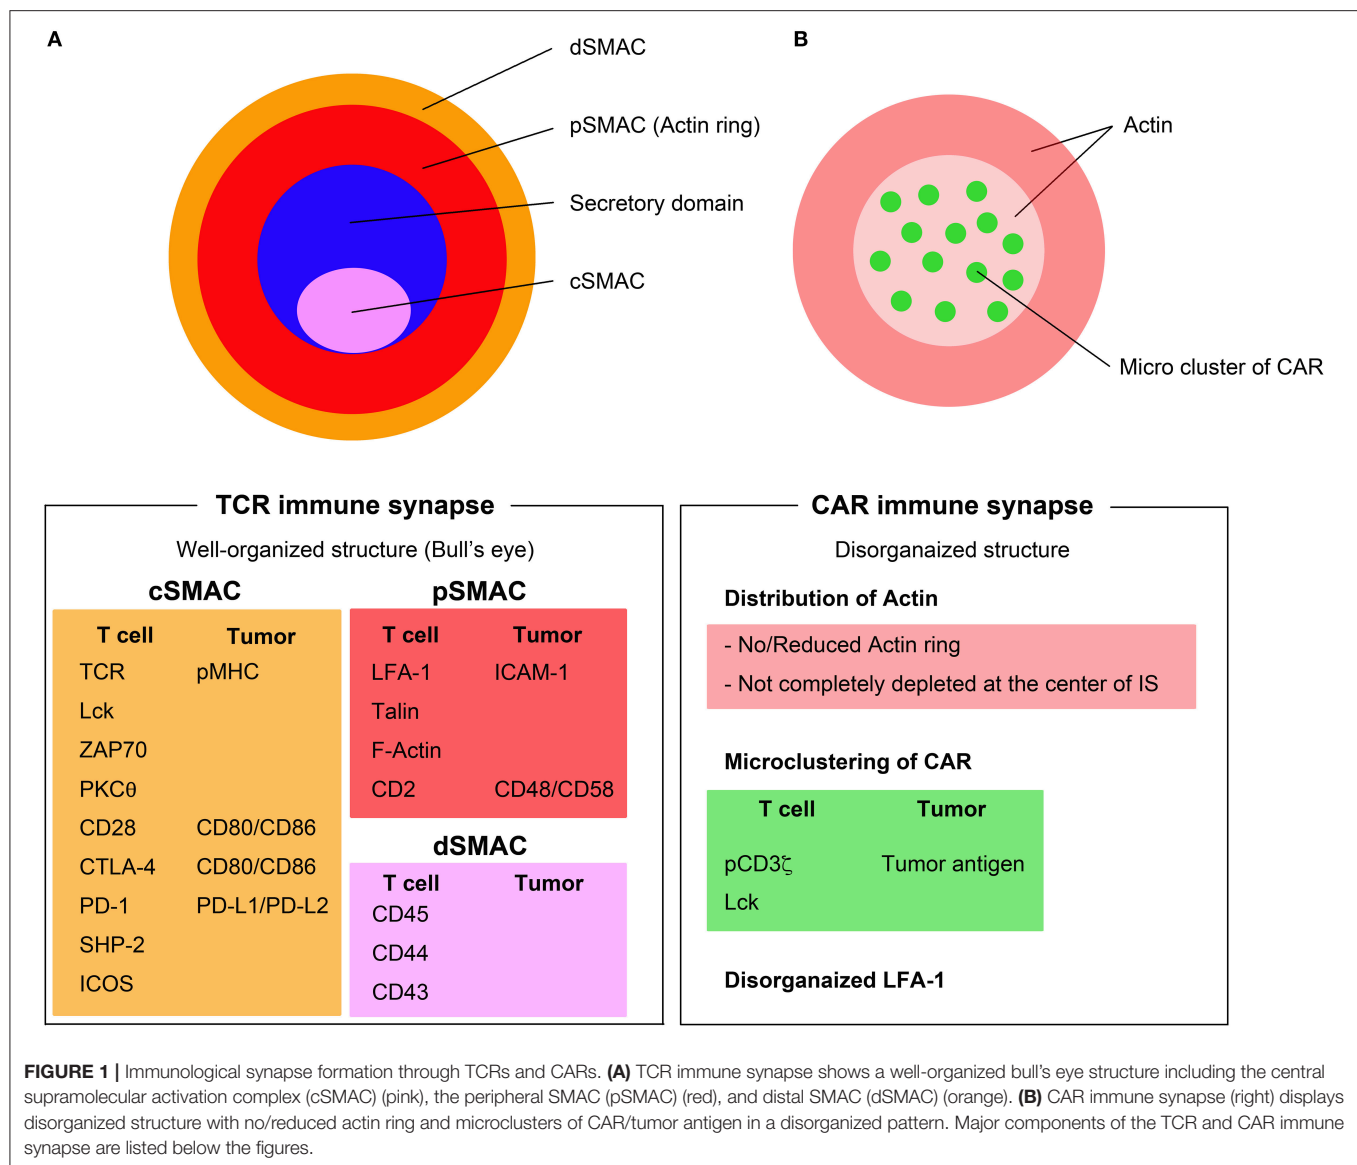 A
dSMAC
pSMAC (Actin ring)
Secretory domain
cSMAC
B
Actin
Micro cluster of CAR
TCR immune synapse
Well-organized structure (Bull's eye)
cSMAC
T cell Tumor
TCR pMHC
Lck
ZAP70
PKCθ
CD28 CD80/CD86
CTLA-4 CD80/CD86
PD-1 PD-L1/PD-L2
SHP-2
ICOS
pSMAC
T cell Tumor
LFA-1 ICAM-1
Talin
F-Actin
CD2 CD48/CD58
dSMAC
T cell Tumor
CD45
CD44
CD43
CAR immune synapse
Disorganaized structure
Distribution of Actin
- No/Reduced Actin ring
- Not completely depleted at the center of IS
Microclustering of CAR
T cell Tumor
pCD3ζ Tumor antigen
Lck
Disorganaized LFA-1
FIGURE 1 | Immunological synapse formation through TCRs and CARs. (A) TCR immune synapse shows a well-organized bull's eye structure including the central
supramolecular activation complex (cSMAC) (pink), the peripheral SMAC (pSMAC) (red), and distal SMAC (dSMAC) (orange). (B) CAR immune synapse (right) displays
disorganized structure with no/reduced actin ring and microclusters of CAR/tumor antigen in a disorganized pattern. Major components of the TCR and CAR immune
synapse are listed below the figures.